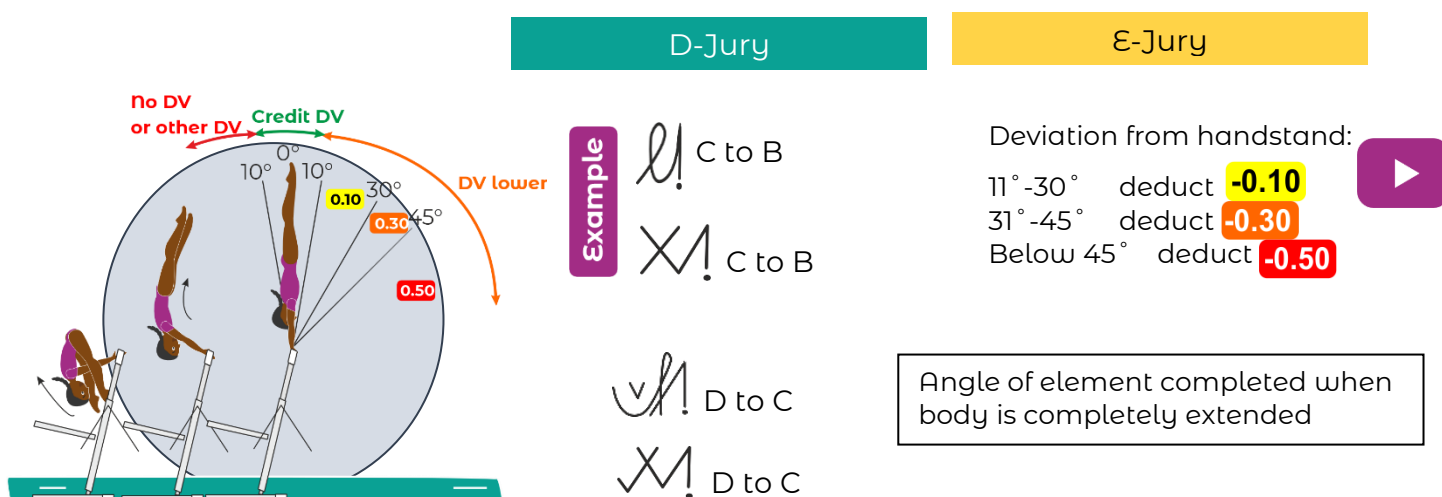 D-Jury
E-Jury
No DV
or other DV
Credit DV
0°
10°
10°
30°
45°
0.10
0.30
0.50
DV lower
Example
C to B
C to B
D to C
D to C
Deviation from handstand:
11°-30° deduct -0.10
31°-45° deduct -0.30
Below 45° deduct -0.50
Angle of element completed when
body is completely extended